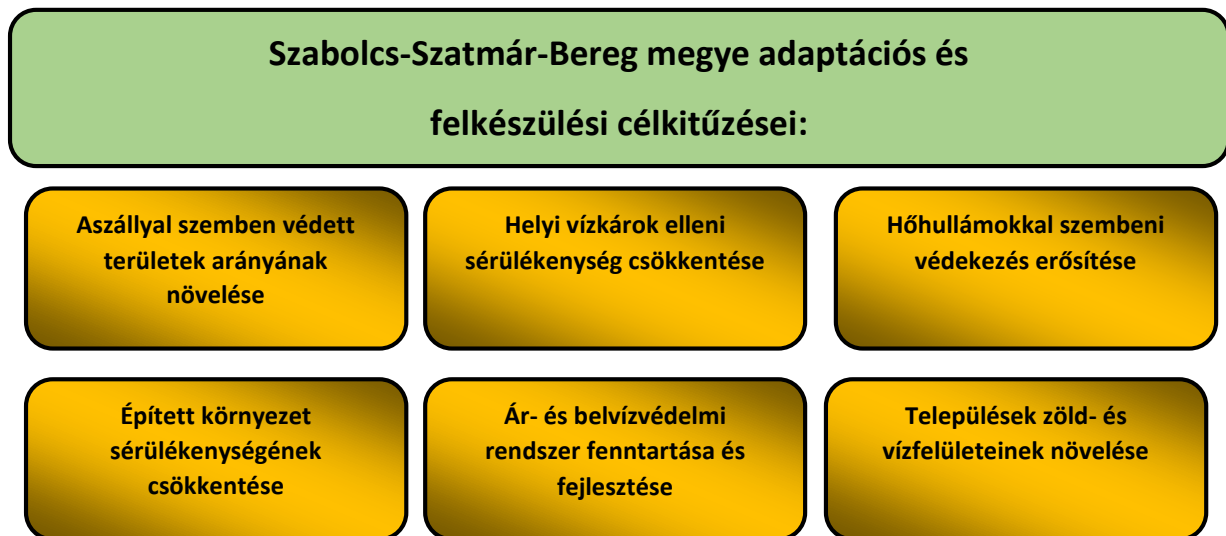 Szabolcs-Szatmár-Bereg megye adaptációs és
felkészülési célkitűzései:
Aszállyal szemben védett
területek arányának
növelése
Helyi vízkárok elleni
sérülékenység csökkentése
Hőhullámokkal szembeni
védekezés erősítése
Épített környezet
sérülékenységének
csökkentése
Ár- és belvízvédelmi
rendszer fenntartása és
fejlesztése
Települések zöld- és
vízfelületeinek növelése